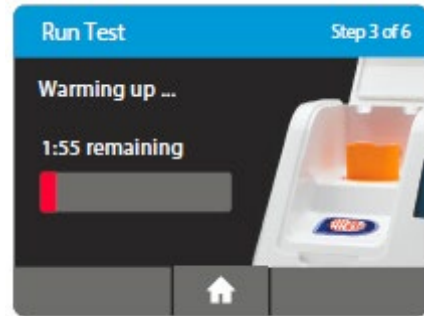 Run Test
Step 3 of 6
Warming up ...
1:55 remaining